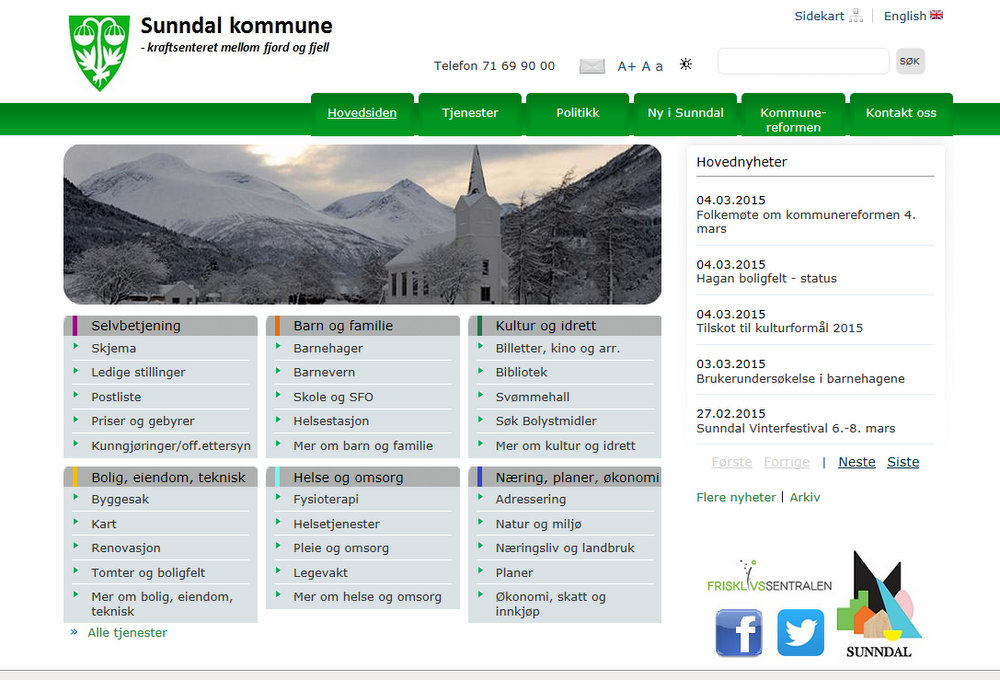 Sunndal kommune
- kraftsenteret mellom fjord og fjell
Sidekart
English
Telefon 71 69 90 00
A+ A a
SØK
Hovedsiden
Tjenester
Politikk
Ny i Sunndal
Kommune-
reformen
Kontakt oss
Selvbetjening
Skjema
Ledige stillinger
Postliste
Priser og gebyrer
Kunngjøringer/off.ettersyn
Barn og familie
Barnehager
Barnevern
Skole og SFO
Helsestasjon
Mer om barn og familie
Kultur og idrett
Billetter, kino og arr.
Bibliotek
Svømmehall
Søk Bolystmidler
Mer om kultur og idrett
Bolig, eiendom, teknisk
Byggesak
Kart
Renovasjon
Tomter og boligfelt
Mer om bolig, eiendom,
teknisk
Helse og omsorg
Fysioterapi
Helsetjenester
Pleie og omsorg
Legevakt
Mer om helse og omsorg
Næring, planer, økonomi
Adressering
Natur og miljø
Næringsliv og landbruk
Planer
Økonomi, skatt og
innkjøp
» Alle tjenester
Hovednyheter
04.03.2015
Folkemøte om kommunereformen 4.
mars
04.03.2015
Hagan boligfelt - status
04.03.2015
Tilskot til kulturformål 2015
03.03.2015
Brukerundersøkelse i barnehagene
27.02.2015
Sunndal Vinterfestival 6.-8. mars
Første Forrige | Neste Siste
Flere nyheter | Arkiv
FRISKLIVSSENTRALEN
f
SUNNDAL